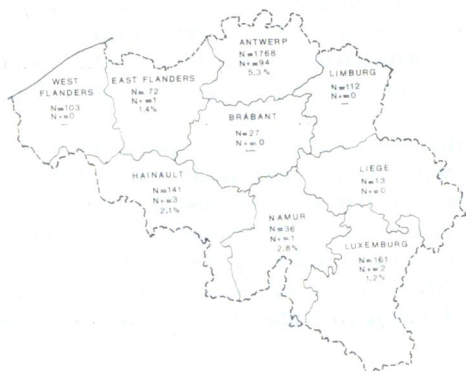 ANTWERP
N=1768
N+=94
5,3%
WEST
FLANDERS
N=103
N+=0
—
EAST FLANDERS
N=72
N+=1
1.4%
LIMBURG
N=112
N+=0
—
BRABANT
N=27
N+=0
—
HAINAULT
N=141
N+=3
2,1%
LIEGE
N=13
N+=0
NAMUR
N=36
N+=1
2,8%
LUXEMBURG
N=161
N+=2
1,2%